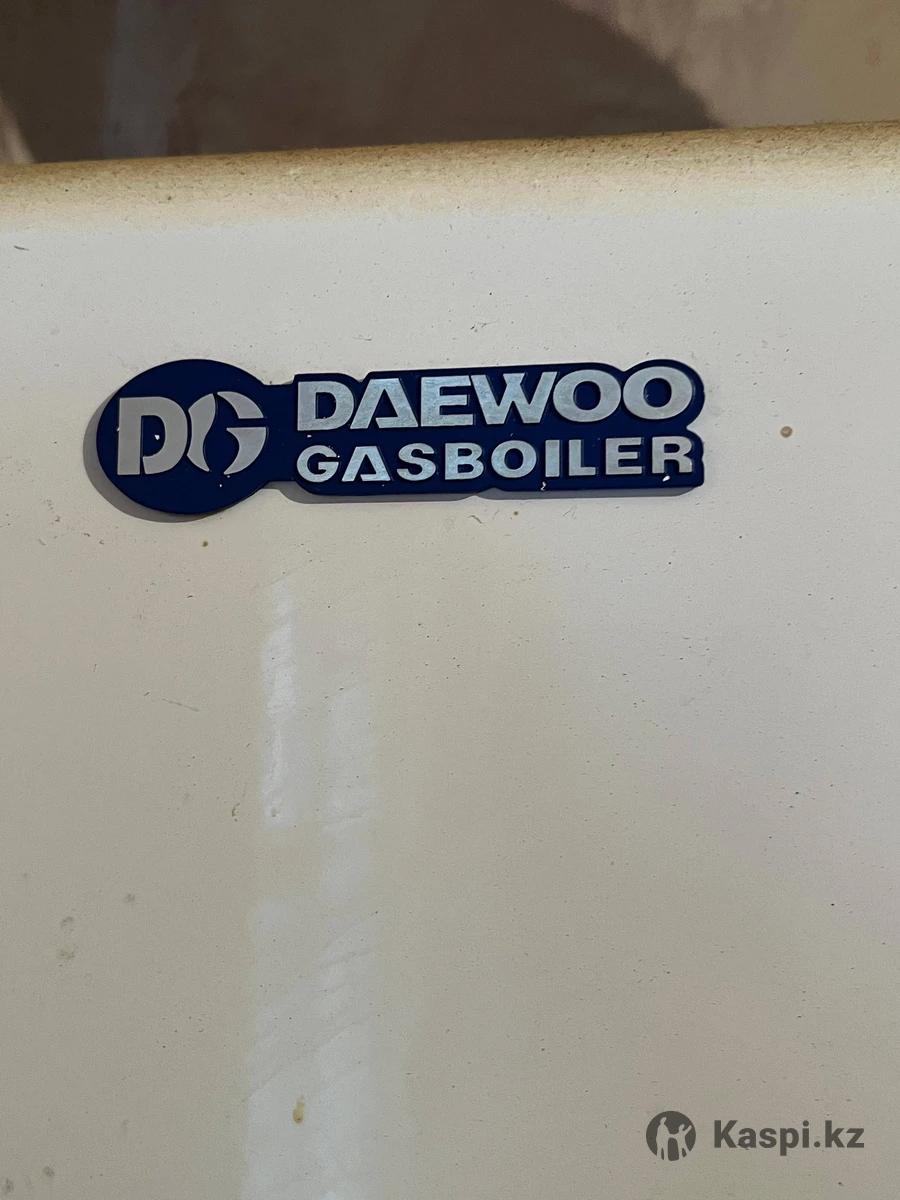 DG DAEWOO
GASBOILER
Kaspi.kz